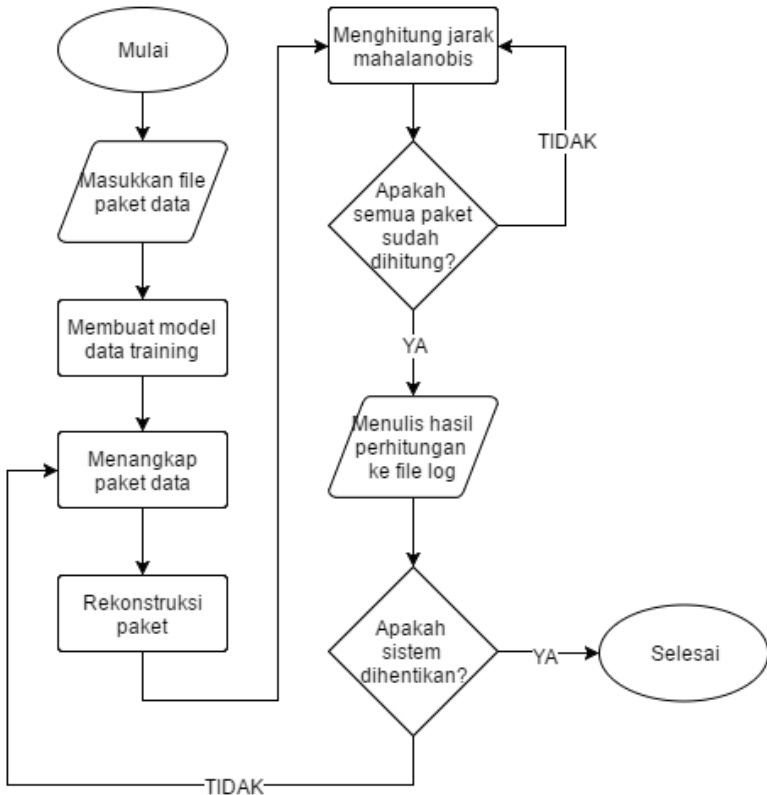 Mulai
Masukkan file
paket data
Membuat model
data training
Menangkap
paket data
Rekonstruksi
paket
Menghitung jarak
mahalanobis
TIDAK
Apakah
semua paket
sudah
dihitung?
YA
Menulis hasil
perhitungan
ke file log
Apakah
sistem
dihentikan?
YA
Selesai
TIDAK